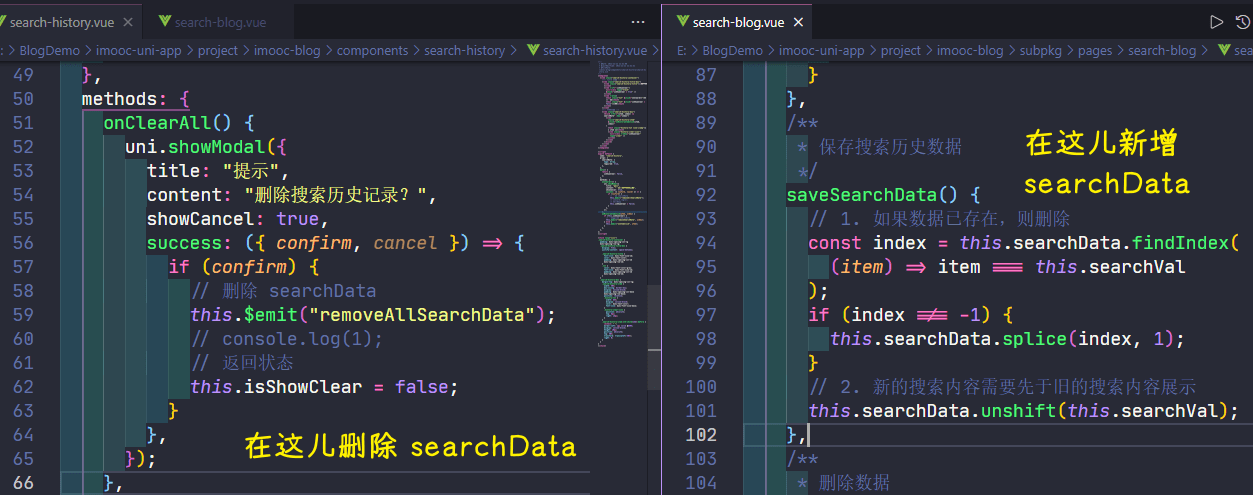 search-history.vue
search-blog.vue
: > BlogDemo > imooc-uni-app > project > imooc-blog > components > search-history > search-history.vue >
49 },
50 methods: {
51 onClearAll() {
52 uni.showModal({
53 title: "提示",
54 content: "删除搜索历史记录？",
55 showCancel: true,
56 success: ({ confirm, cancel }) => {
57 if (confirm) {
58 // 删除 searchData
59 this.$emit("removeAllSearchData");
60 // console.log(1);
61 // 返回状态
62 this.isShowClear = false;
63 }
64 },
65 });
66 },
在这儿删除 searchData
search-blog.vue
E: > BlogDemo > imooc-uni-app > project > imooc-blog > subpkg > pages > search-blog > sea
87 }
88 },
89 /**
90 * 保存搜索历史数据
91 */
92 saveSearchData() {
93 // 1. 如果数据已存在，则删除
94 const index = this.searchData.findIndex(
95 (item) => item === this.searchVal
96 );
97 if (index !== -1) {
98 this.searchData.splice(index, 1);
99 }
100 // 2. 新的搜索内容需要先于旧的搜索内容展示
101 this.searchData.unshift(this.searchVal);
102 },
103 /**
104 * 删除数据
在这儿新增
searchData